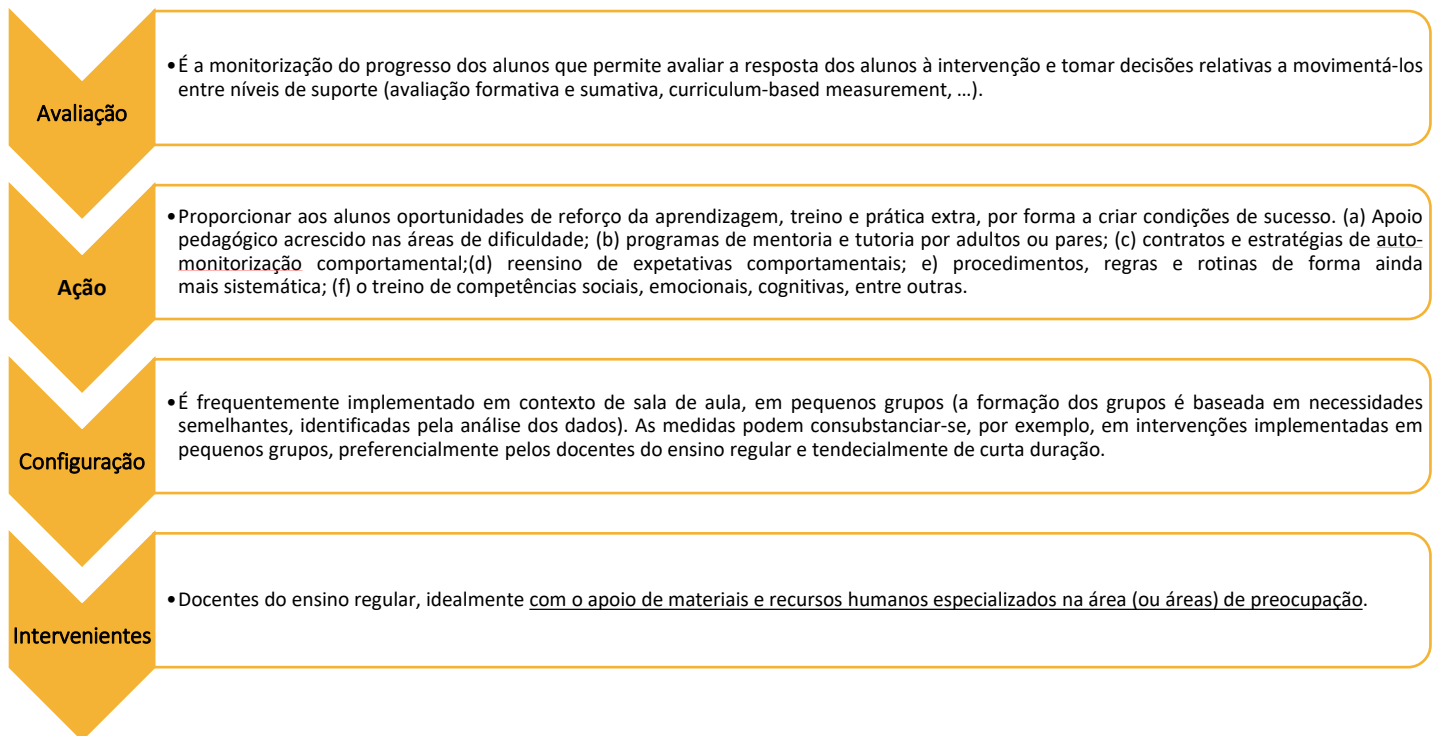 Avaliação
•É a monitorização do progresso dos alunos que permite avaliar a resposta dos alunos à intervenção e tomar decisões relativas a movimentá-los
entre níveis de suporte (avaliação formativa e sumativa, curriculum-based measurement, …).
Ação
•Proporcionar aos alunos oportunidades de reforço da aprendizagem, treino e prática extra, por forma a criar condições de sucesso. (a) Apoio
pedagógico acrescido nas áreas de dificuldade; (b) programas de mentoria e tutoria por adultos ou pares; (c) contratos e estratégias de auto-
monitorização comportamental;(d) reensino de expetativas comportamentais; e) procedimentos, regras e rotinas de forma ainda
mais sistemática; (f) o treino de competências sociais, emocionais, cognitivas, entre outras.
Configuração
•É frequentemente implementado em contexto de sala de aula, em pequenos grupos (a formação dos grupos é baseada em necessidades
semelhantes, identificadas pela análise dos dados). As medidas podem consubstanciar-se, por exemplo, em intervenções implementadas em
pequenos grupos, preferencialmente pelos docentes do ensino regular e tendecialmente de curta duração.
Intervenientes
•Docentes do ensino regular, idealmente com o apoio de materiais e recursos humanos especializados na área (ou áreas) de preocupação.